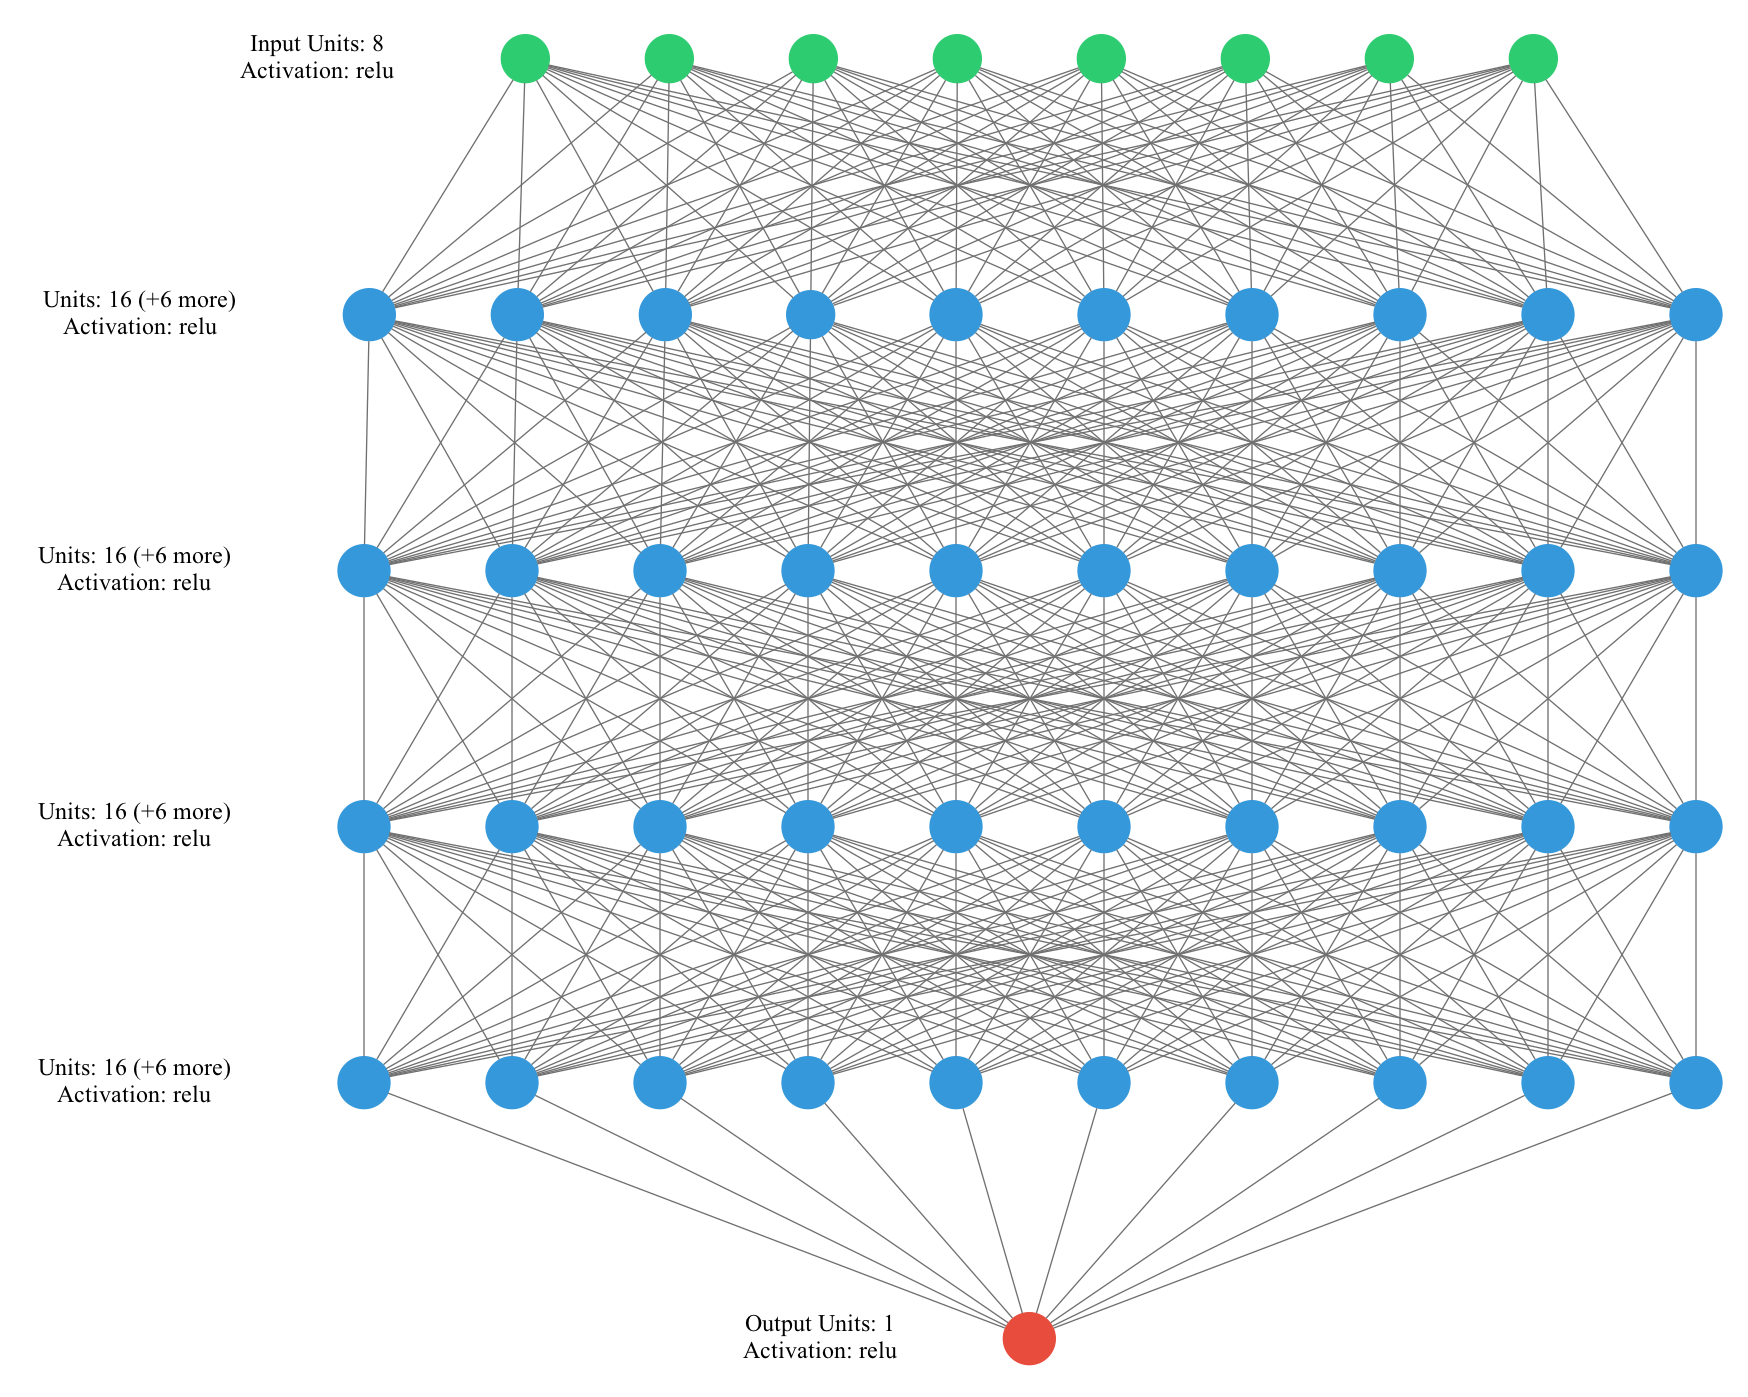 Input Units: 8
Activation: relu
Units: 16 (+6 more)
Activation: relu
Units: 16 (+6 more)
Activation: relu
Units: 16 (+6 more)
Activation: relu
Units: 16 (+6 more)
Activation: relu
Output Units: 1
Activation: relu